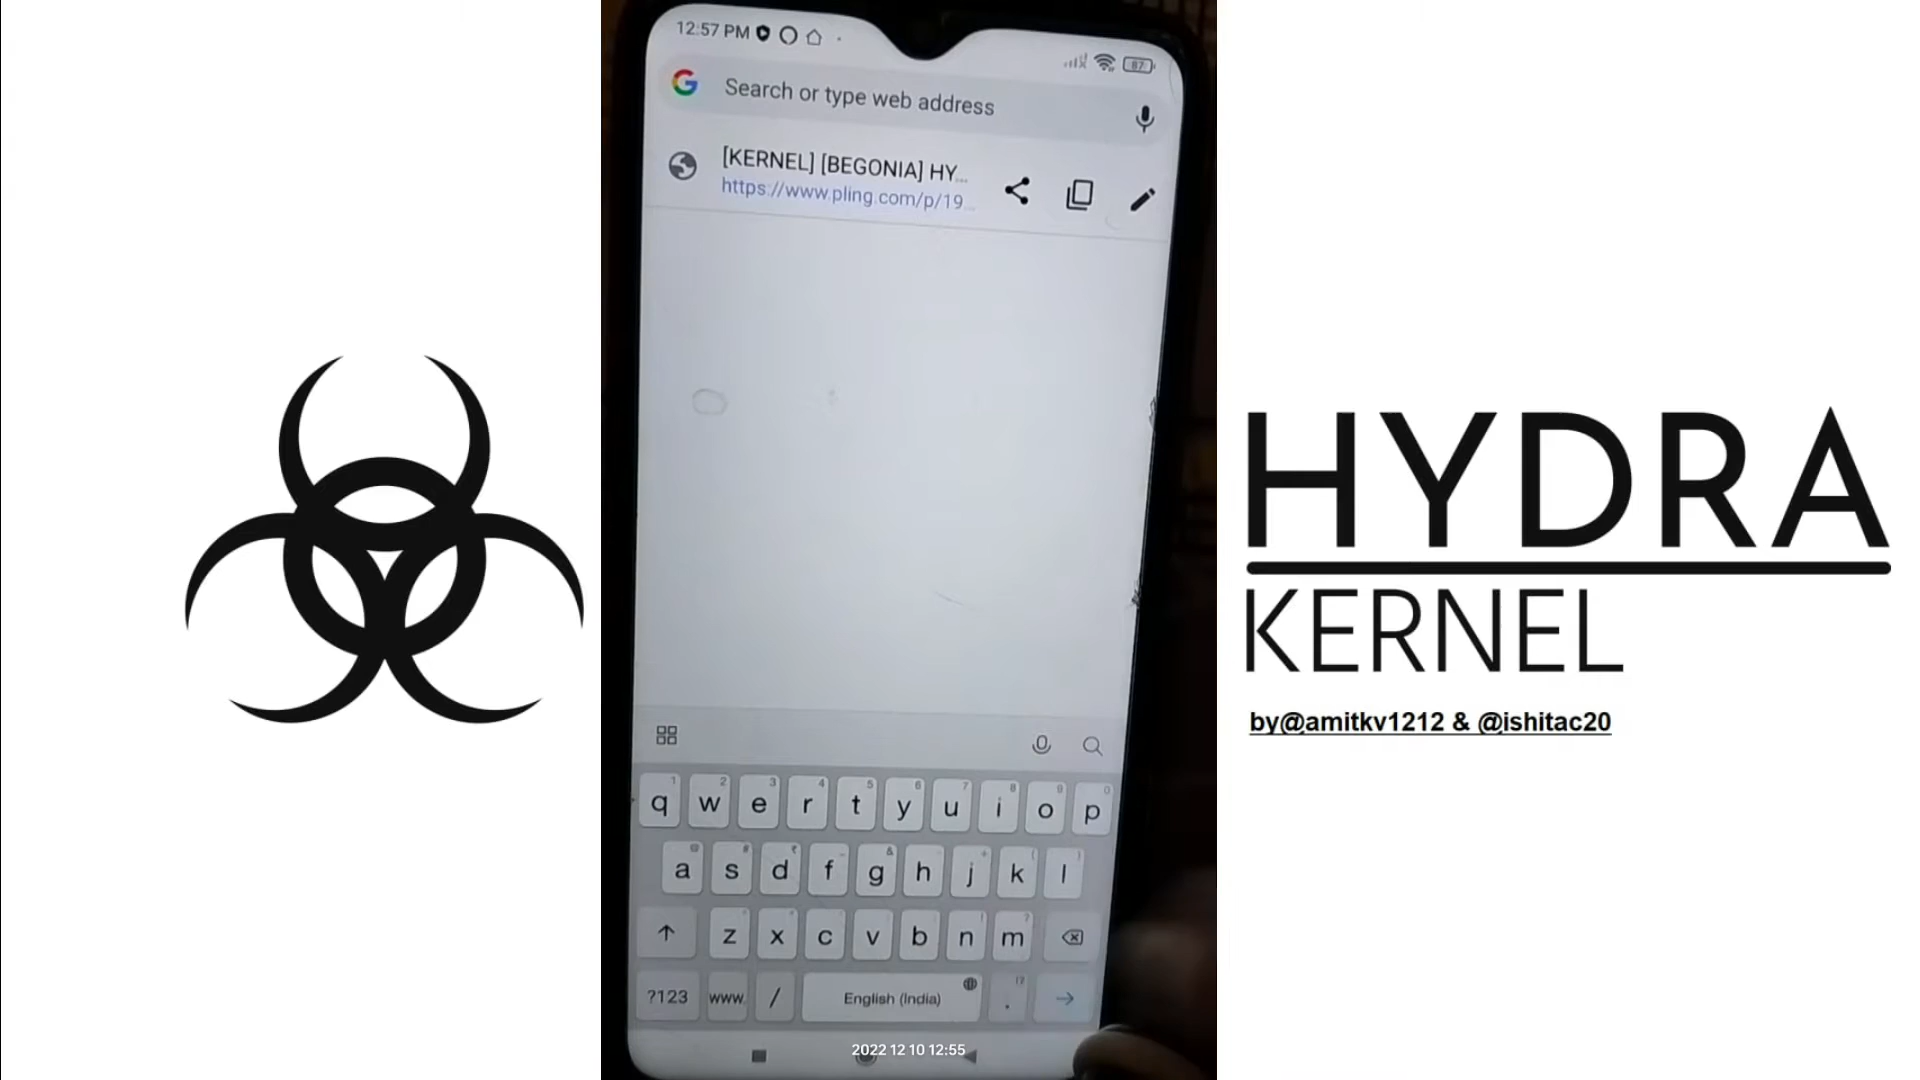 12:57 PM
87
Search or type web address
[KERNEL] [BEGONIA] HY...
https://www.pling.com/p/19...
HYDRA
KERNEL
by@amitkv1212 & @ishitac20
q w e r t y u i o p
a s d f g h j k l
z x c v b n m
?123 www. / English (India) .
2022 12 10 12:55